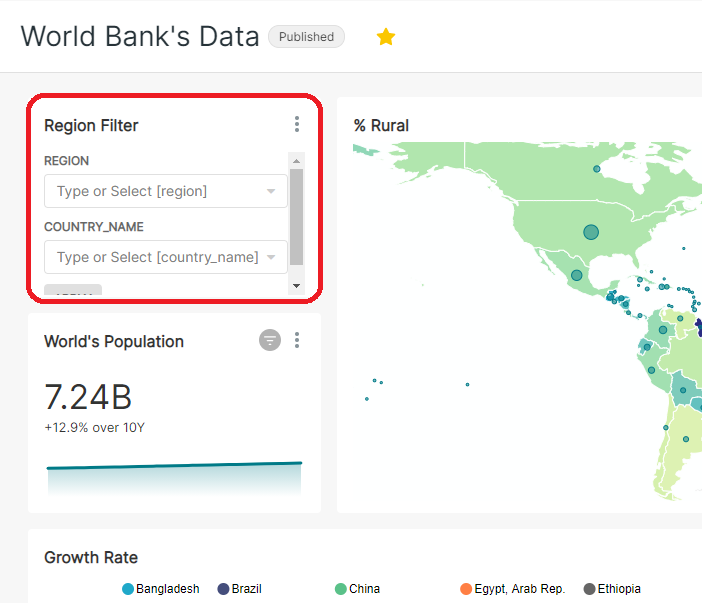 World Bank's Data Published
Region Filter
REGION
Type or Select [region]
COUNTRY_NAME
Type or Select [country_name]
World's Population
7.24B
+12.9% over 10Y
% Rural
Growth Rate
Bangladesh Brazil China Egypt, Arab Rep. Ethiopia